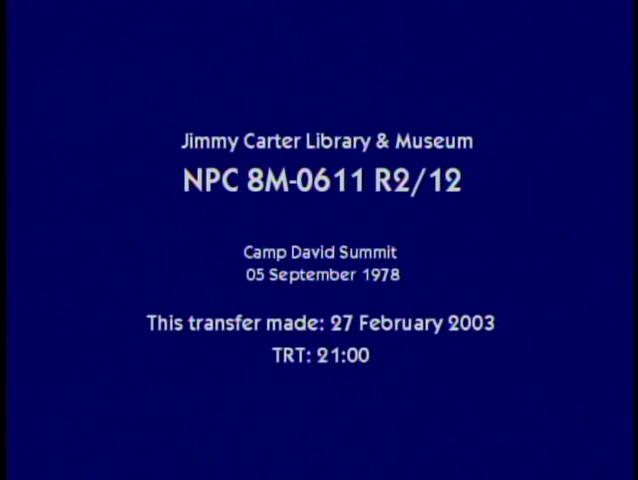 Jimmy Carter Library & Museum
NPC 8M-0611 R2/12
Camp David Summit
05 September 1978
This transfer made: 27 February 2003
TRT: 21:00